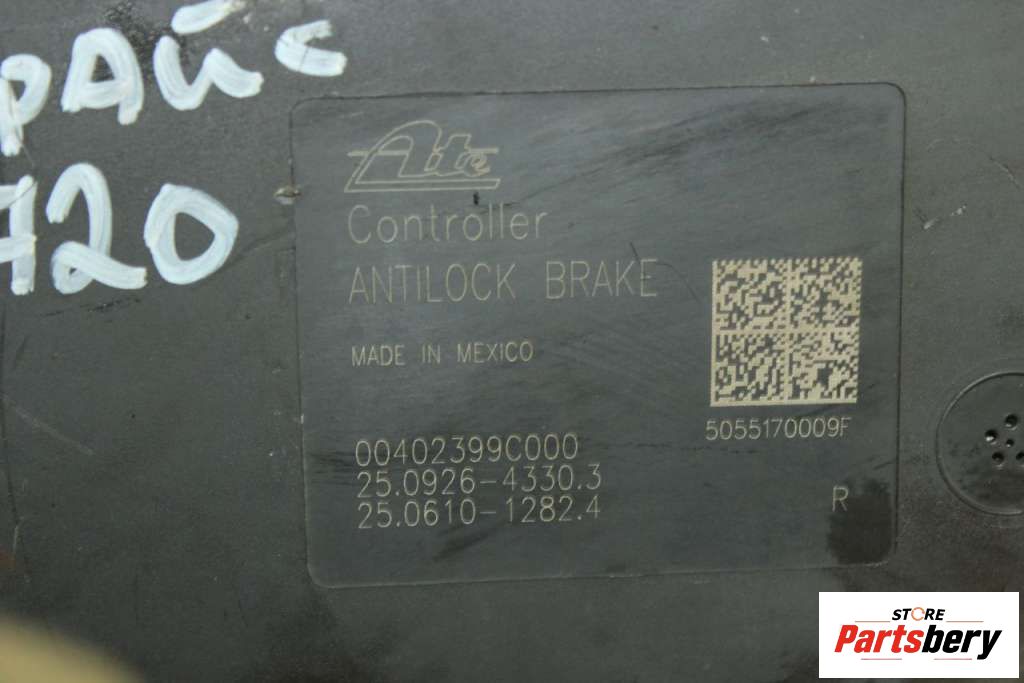 Ate
Controller
ANTILOCK BRAKE
MADE IN MEXICO
5055170009F
00402399C000
25.0926-4330.3
25.0610-1282.4
R
STORE
Partsbery